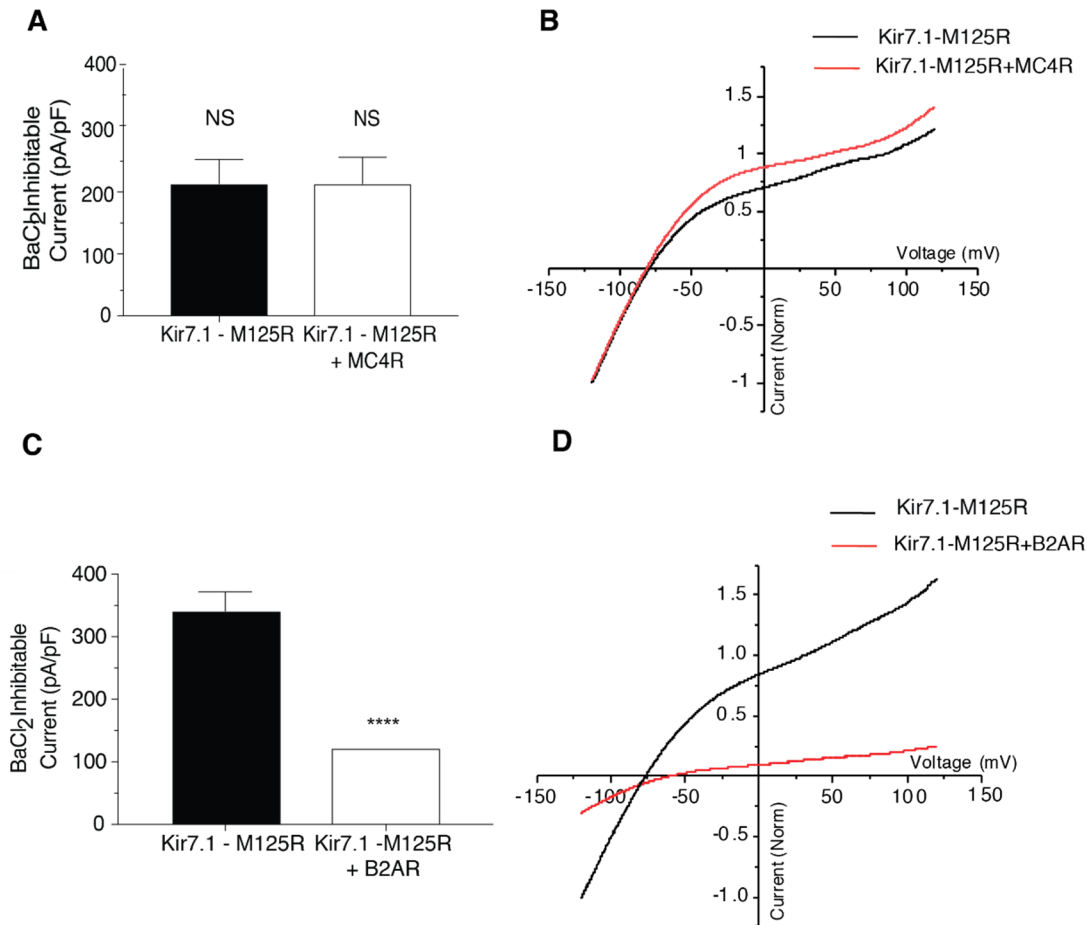 A
BaCl2Inhibitable
Current (pA/pF)
400
300
200
100
0
NS
NS
Kir7.1 - M125R
Kir7.1 - M125R
+ MC4R
B
Kir7.1-M125R
Kir7.1-M125R+MC4R
1.5
1
0.5
Voltage (mV)
-150
-100
-50
50
100
150
-0.5
-1
Current (Norm)
C
BaCl2Inhibitable
Current (pA/pF)
400
300
200
100
0
****
Kir7.1 - M125R
Kir7.1 -M125R
+ B2AR
D
Kir7.1-M125R
Kir7.1-M125R+B2AR
1.5
1.0
0.5
Voltage (mV)
-150
-100
-50
50
100
150
-0.5
-1.0
Current (Norm)